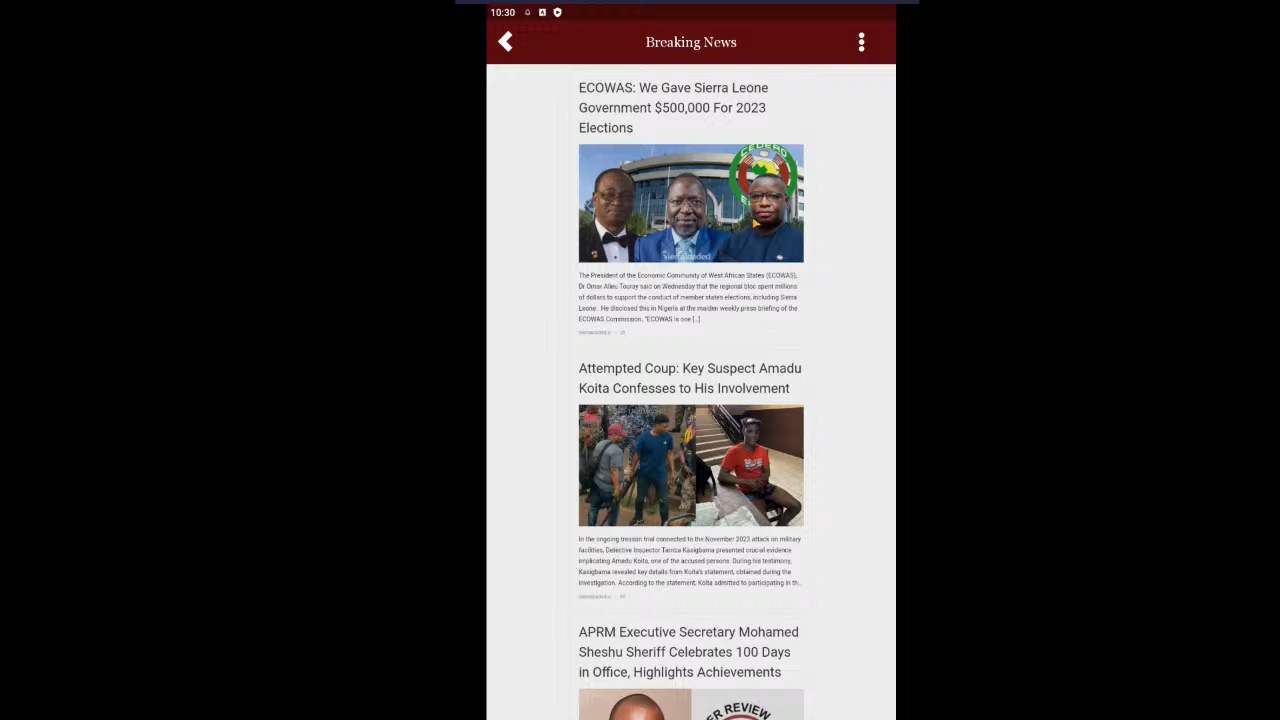 10:30
Breaking News
ECOWAS: We Gave Sierra Leone
Government $500,000 For 2023
Elections
CEDEAO
Sierraloaded
The President of the Economic Community of West African States (ECOWAS),
Dr Omar Alieu Touray said on Wednesday that the regional bloc spent millions
of dollars to support the conduct of member states elections, including Sierra
Leone. He disclosed this in Nigeria at the maiden weekly press briefing of the
ECOWAS Commission. "ECOWAS is one [...]
Attempted Coup: Key Suspect Amadu
Koita Confesses to His Involvement
In the ongoing treason trial connected to the November 2023 attack on military
facilities, Detective Inspector Tamba Kasigbama presented crucial evidence
implicating Amadu Koita, one of the accused persons. During his testimony,
Kasigbama revealed key details from Koita's statement, obtained during the
investigation. According to the statement, Koita admitted to participating in th...
APRM Executive Secretary Mohamed
Sheshu Sheriff Celebrates 100 Days
in Office, Highlights Achievements
ER REVIEW